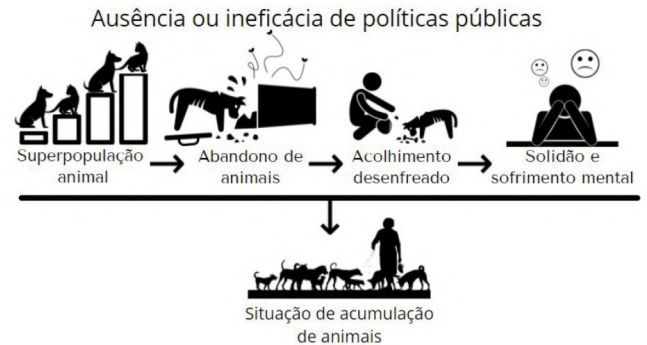 Ausência ou ineficácia de políticas públicas
Superpopulação
animal
Abandono de
animais
Acolhimento
desenfreado
Solidão e
sofrimento mental
Situação de acumulação
de animais